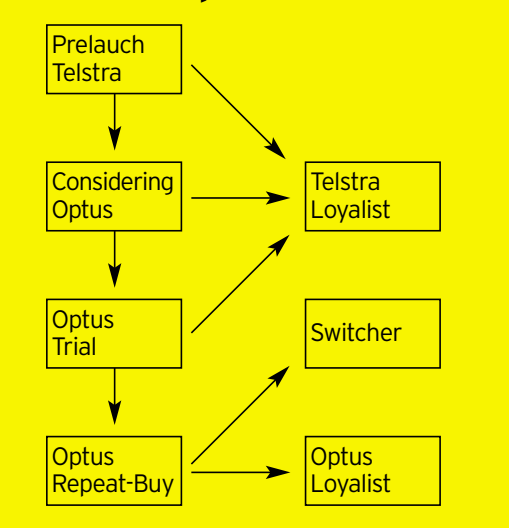 Prelauch
Telstra
Considering
Optus
Telstra
Loyalist
Optus
Trial
Switcher
Optus
Repeat-Buy
Optus
Loyalist